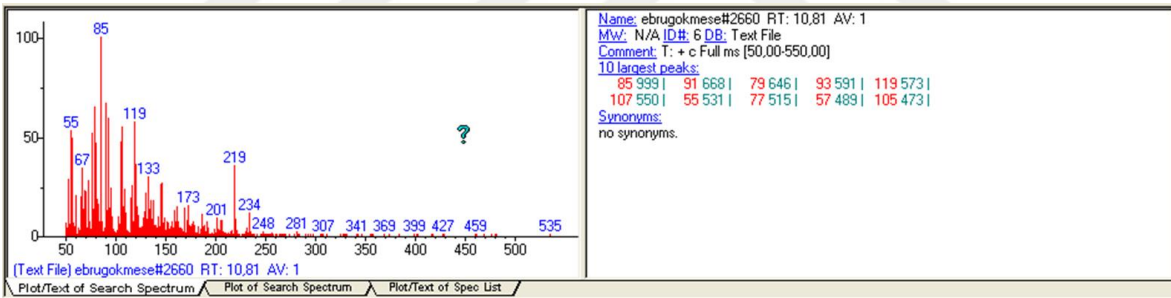 100
85
119
55
50
67
133
219
173
201
234
248
281
307
341
369
399
427
459
535
0
50
100
150
200
250
300
350
400
450
500
?
(Text File) ebrugokmese#2660 RT: 10,81 AV: 1
Plot/Text of Search Spectrum
Plot of Search Spectrum
Plot/Text of Spec List
Name: ebrugokmese#2660 RT: 10,81 AV: 1
MW: N/A ID#: 6 DB: Text File
Comment: T: + c Full ms [50,00-550,00]
10 largest peaks:
85 999 | 91 668 | 79 646 | 93 591 | 119 573 |
107 550 | 55 531 | 77 515 | 57 489 | 105 473 |
Synonyms:
no synonyms.